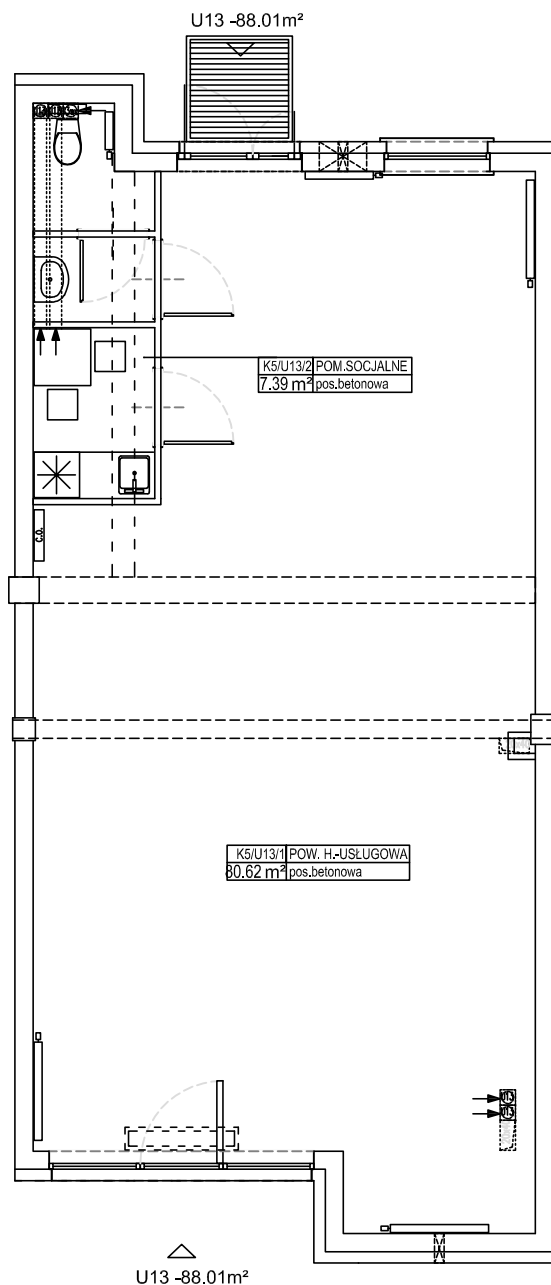 U13 -88.01m²
K5/U13/2 POM.SOCJALNE
7.39 m² pos.betonowa
C.O.
K5/U13/1 POW. H.-USŁUGOWA
80.62 m² pos.betonowa
U13 -88.01m²